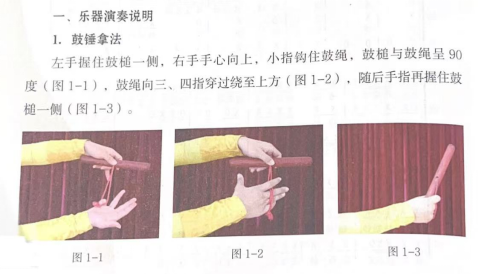 一、乐器演奏说明
1. 鼓锤拿法
左手握住鼓槌一侧，右手手心向上，小指钩住鼓绳，鼓槌与鼓绳呈 90
度（图 1-1），鼓绳向三、四指穿过绕至上方（图 1-2），随后手指再握住鼓
槌一侧（图 1-3）。
图 1-1 图 1-2 图 1-3